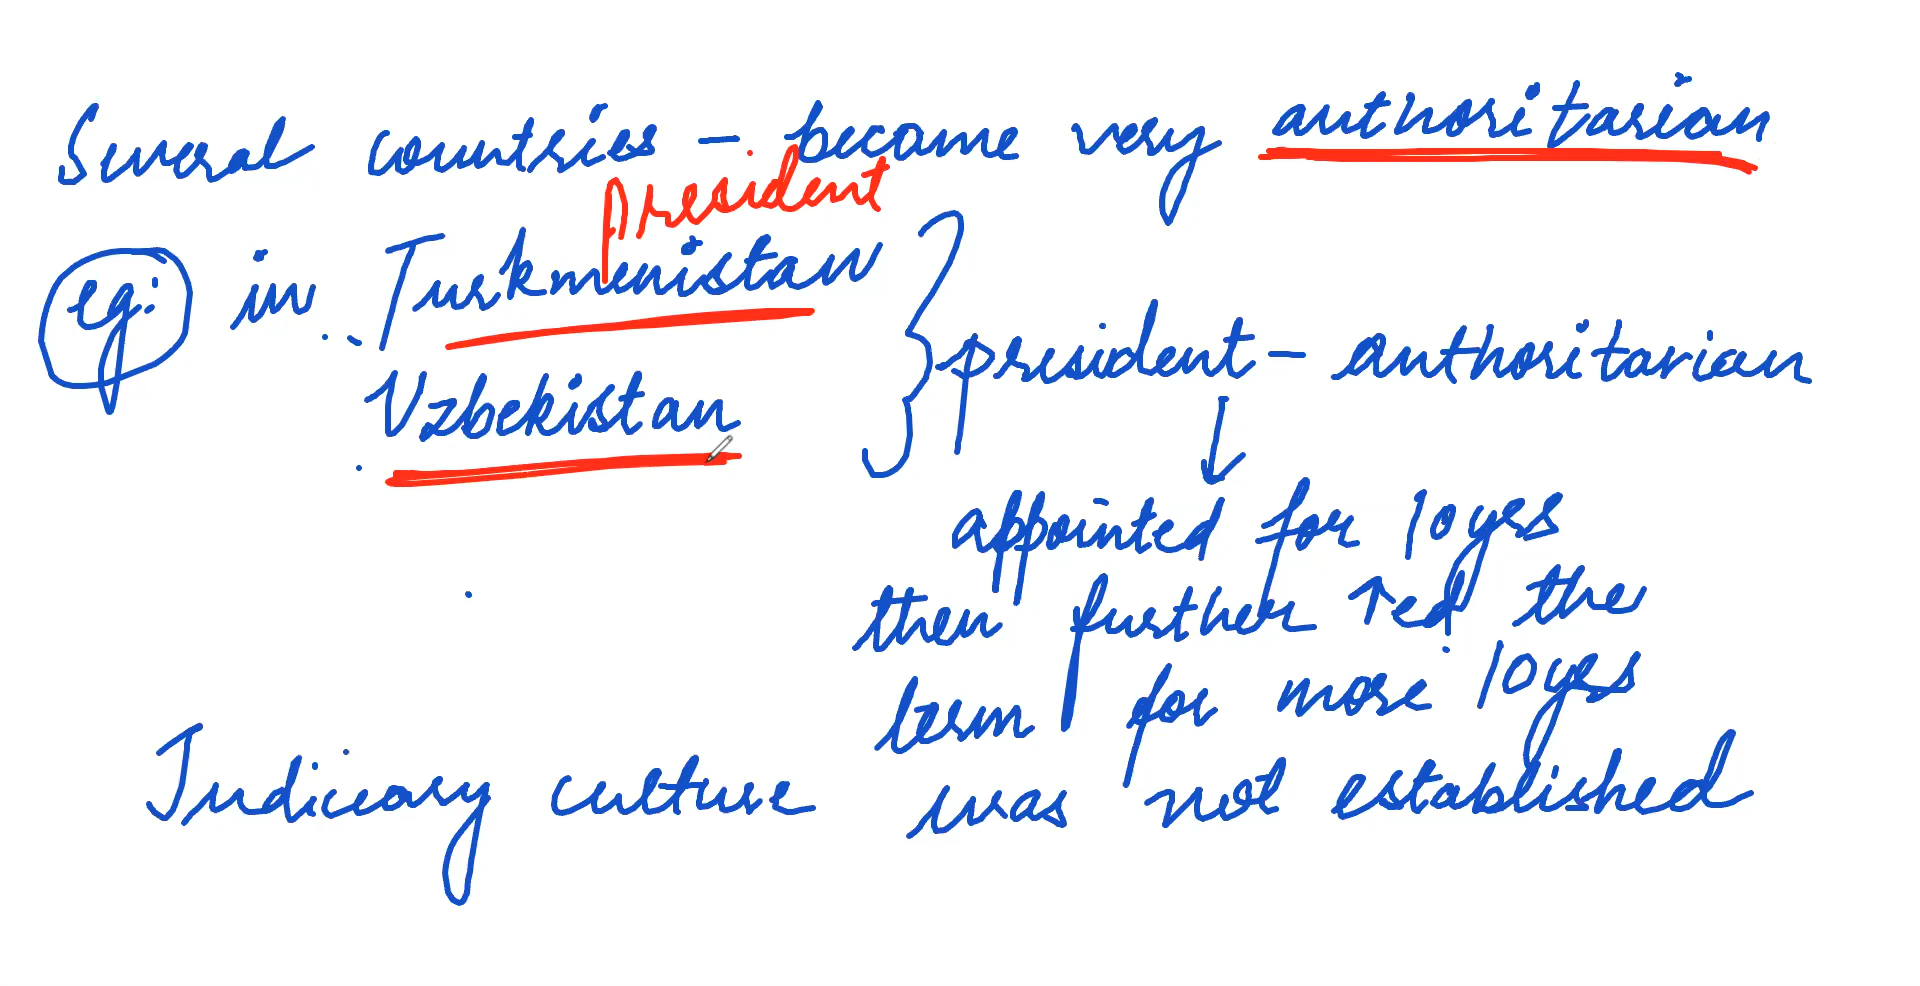 Several countries - became very authoritarian
president
eg: in Turkmenistan
Uzbekistan
president - authoritarian
appointed for 10 yrs
then further ↑ed the
term for more 10 yrs
Judiciary culture was not established